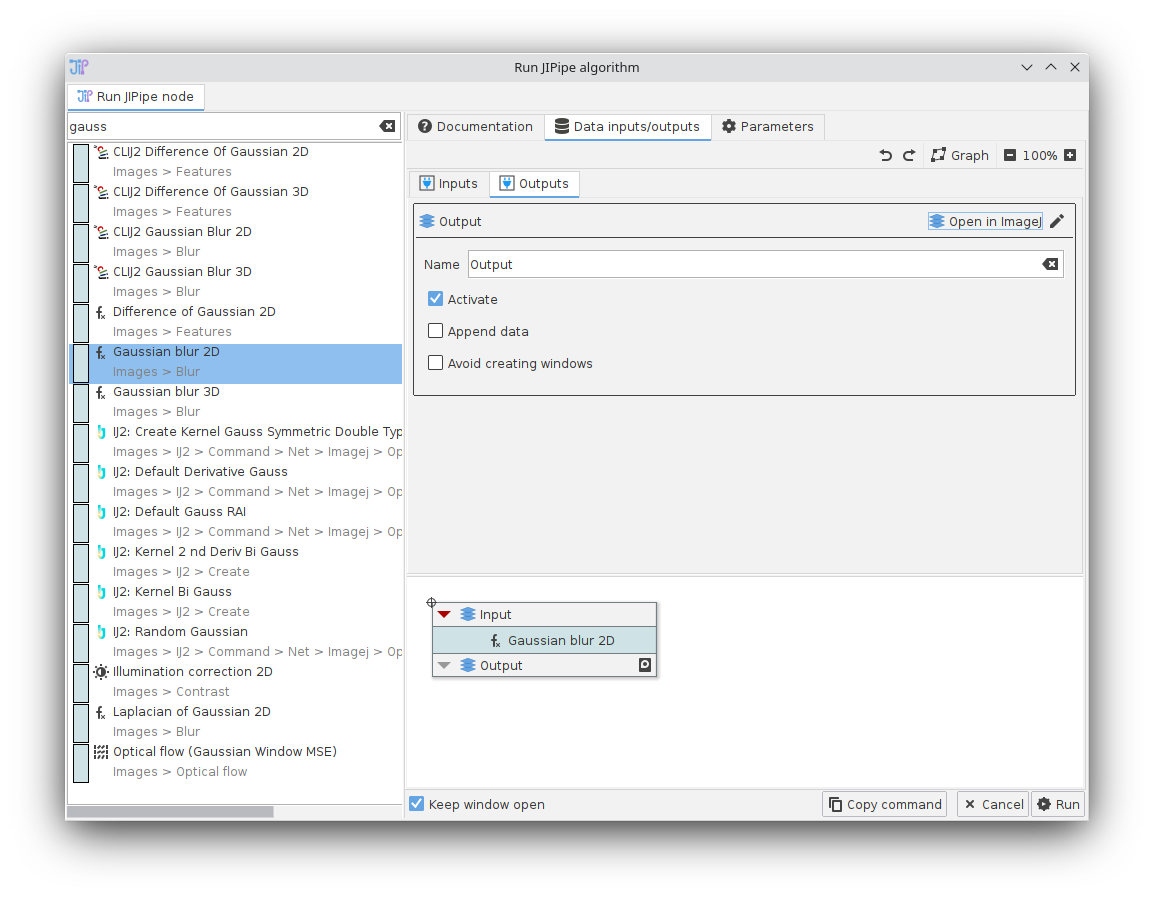 Run JIPipe algorithm
Run JIPipe node
gauss
CLIJ2 Difference Of Gaussian 2D
Images > Features
CLIJ2 Difference Of Gaussian 3D
Images > Features
CLIJ2 Gaussian Blur 2D
Images > Blur
CLIJ2 Gaussian Blur 3D
Images > Blur
Difference of Gaussian 2D
Images > Features
Gaussian blur 2D
Images > Blur
Gaussian blur 3D
Images > Blur
IJ2: Create Kernel Gauss Symmetric Double Typ
Images > IJ2 > Command > Net > Imagej > Op
IJ2: Default Derivative Gauss
Images > IJ2 > Command > Net > Imagej > Op
IJ2: Default Gauss RAI
Images > IJ2 > Command > Net > Imagej > Op
IJ2: Kernel 2 nd Deriv Bi Gauss
Images > IJ2 > Create
IJ2: Kernel Bi Gauss
Images > IJ2 > Create
IJ2: Random Gaussian
Images > IJ2 > Command > Net > Imagej > Op
Illumination correction 2D
Images > Contrast
Laplacian of Gaussian 2D
Images > Blur
Optical flow (Gaussian Window MSE)
Images > Optical flow
Documentation Data inputs/outputs Parameters
Graph 100%
Inputs Outputs
Output Open in ImageJ
Name Output
Activate
Append data
Avoid creating windows
Input
Gaussian blur 2D
Output
Keep window open Copy command Cancel Run